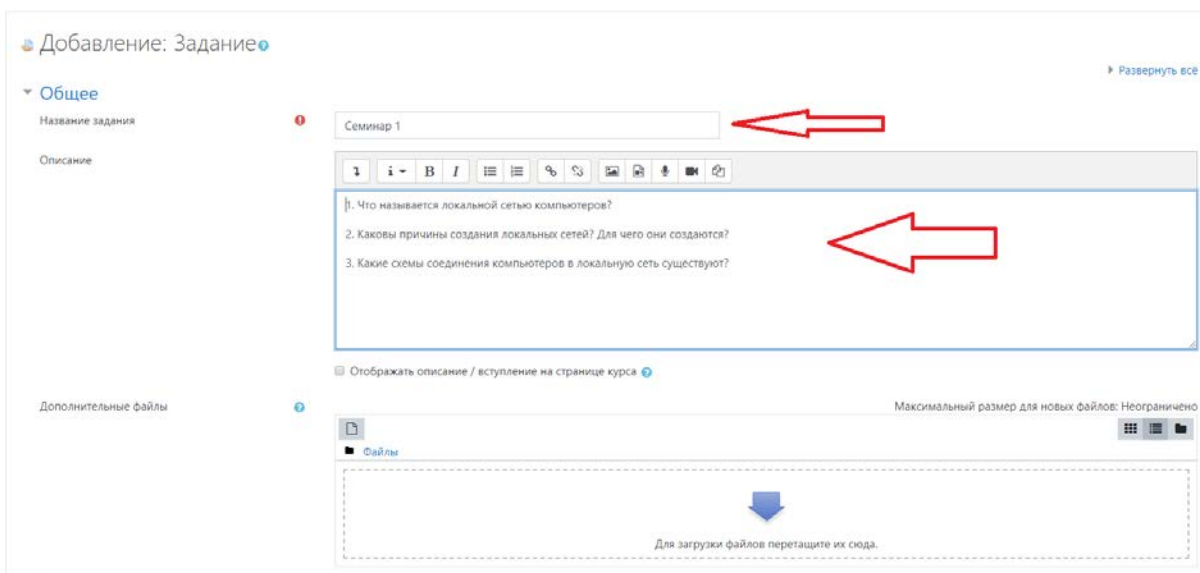 Добавление: Задание
Развернуть всё
Общее
Название задания
Семинар 1
Описание
B I
1. Что называется локальной сетью компьютеров?
2. Каковы причины создания локальных сетей? Для чего они создаются?
3. Какие схемы соединения компьютеров в локальную сеть существуют?
Отображать описание / вступление на странице курса
Дополнительные файлы
Максимальный размер для новых файлов: Неограничено
Файлы
Для загрузки файлов перетащите их сюда.